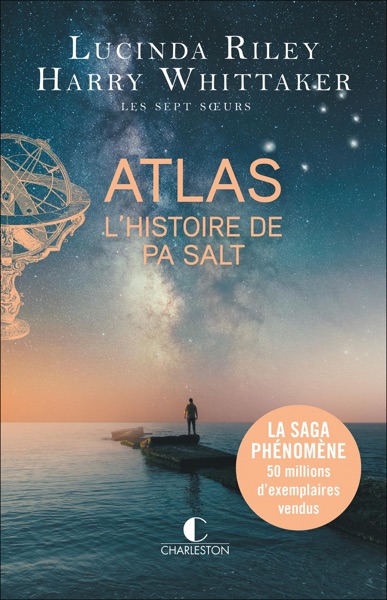 LUCINDA RILEY
HARRY WHITTAKER
LES SEPT SŒURS
ATLAS
L'HISTOIRE DE
PA SALT
LA SAGA
PHÉNOMÈNE
50 millions
d'exemplaires
vendus
C
CHARLESTON